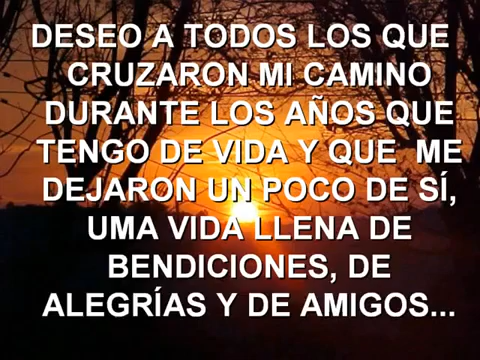 DESEO A TODOS LOS QUE
CRUZARON MI CAMINO
DURANTE LOS AÑOS QUE
TENGO DE VIDA Y QUE ME
DEJARON UN POCO DE SÍ,
UMA VIDA LLENA DE
BENDICIONES, DE
ALEGRÍAS Y DE AMIGOS...